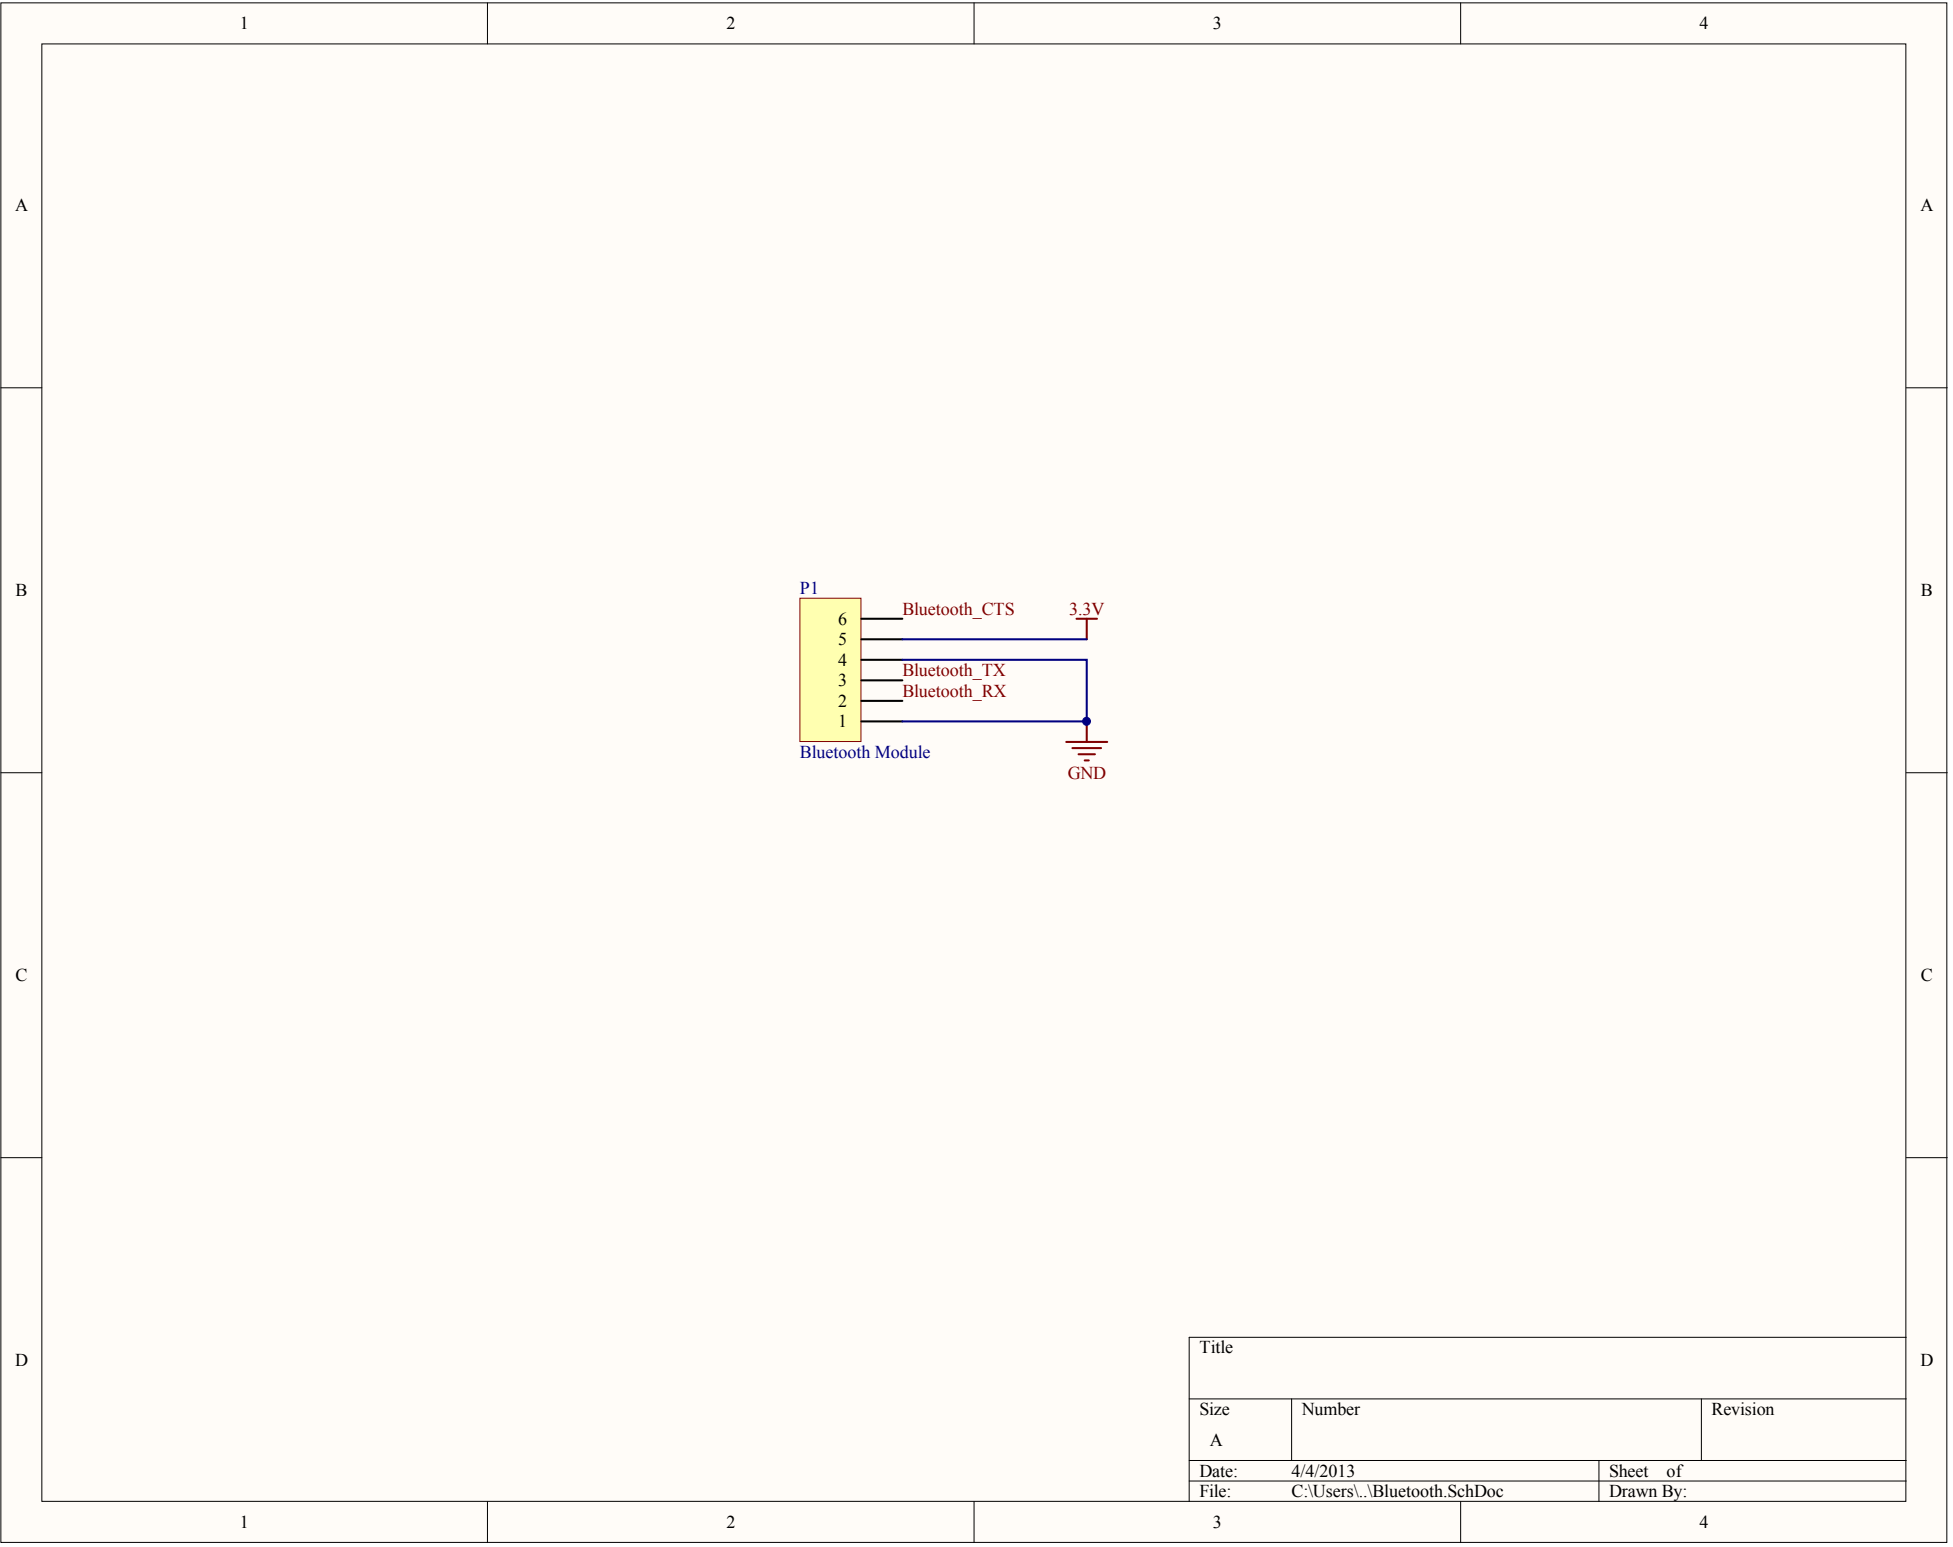 1 2 3 4
A A
P1
6 Bluetooth_CTS 3.3V
B B
5
4
3 Bluetooth_TX
2 Bluetooth_RX
1
Bluetooth Module
GND
C C
Title
D D
Size Number Revision
A
Date: 4/4/2013 Sheet of
File: C:\Users\..\Bluetooth.SchDoc Drawn By:
1 2 3 4